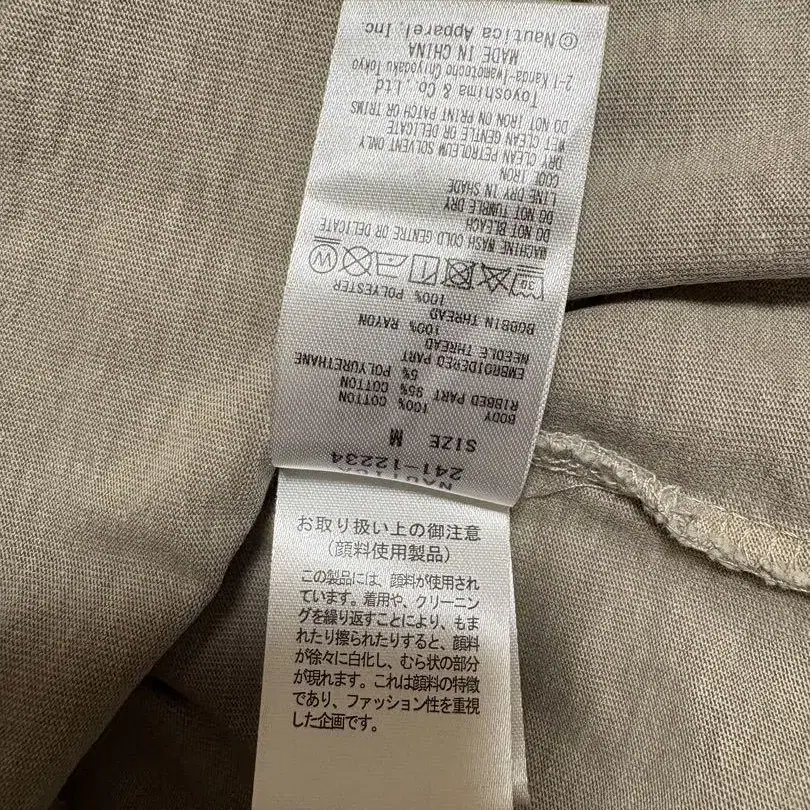 NAUTICA
241-12234
SIZE M
BODY 100% COTTON
RIBBED PART 95% COTTON
5% POLYURETHANE
EMBROIDERED PART
NEEDLE THREAD 100% RAYON
BOBBIN THREAD 100% POLYESTER
30 W
MACHINE WASH COLD GENTRE OR DELICATE
DO NOT BLEACH
DO NOT TUMBLE DRY
LINE DRY IN SHADE
COOL IRON
DRY CLEAN PETROLEUM SOLVENT ONLY
WET CLEAN GENTLE OR DELICATE
DO NOT IRON ON PRINT PATCH OR TRIMS
Toyoshima & Co., Ltd.
2-1 Kanda-Iwamotocho Chiyodaku Tokyo
MADE IN CHINA
© Nautica Apparel, Inc.
お取り扱い上の御注意
（顔料使用製品）
この製品には、顔料が使用され
ています。着用や、クリーニン
グを繰り返すことにより、もま
れたり擦られたりすると、顔料
が徐々に白化し、むら状の部分
が現れます。これは顔料の特徴
であり、ファッション性を重視
した企画です。